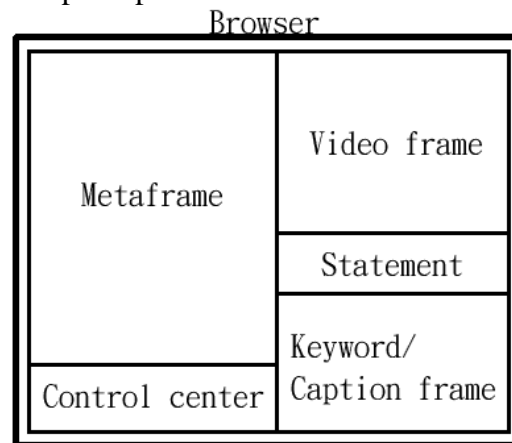 Browser
Metaframe
Control center
Video frame
Statement
Keyword/
Caption frame